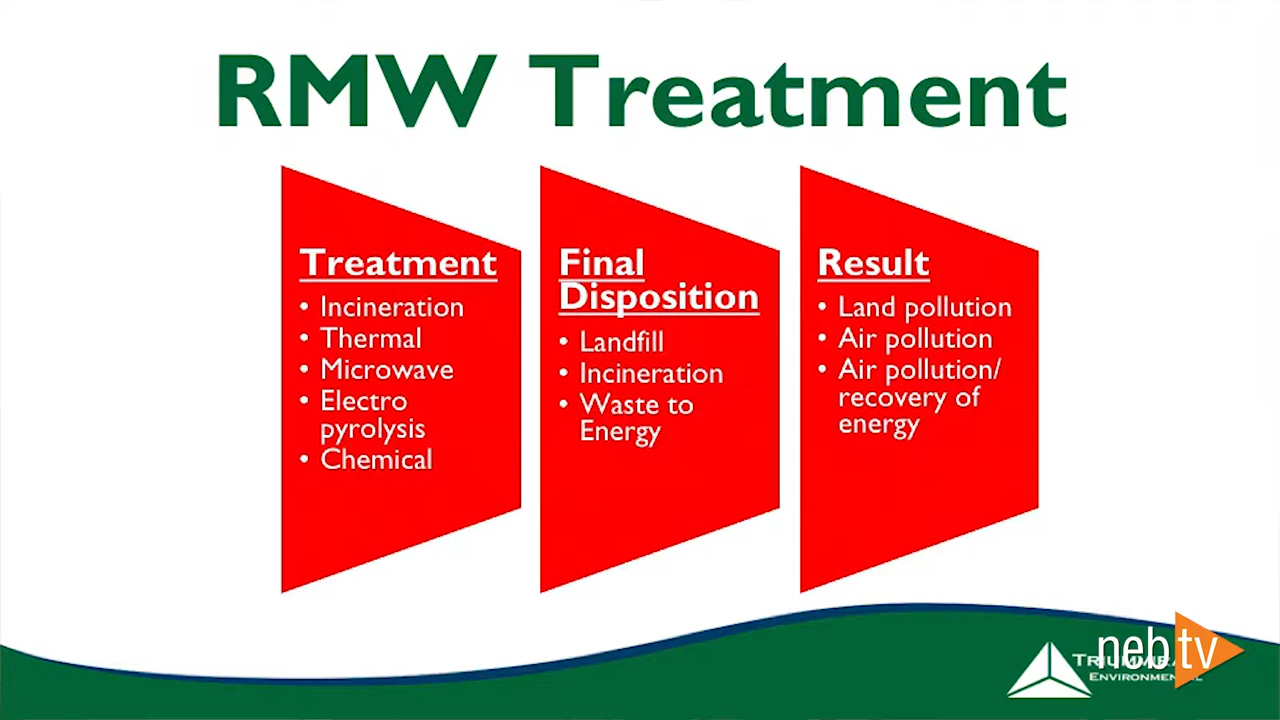 RMW Treatment
Treatment
• Incineration
• Thermal
• Microwave
• Electro
pyrolysis
• Chemical
Final
Disposition
• Landfill
• Incineration
• Waste to
Energy
Result
• Land pollution
• Air pollution
• Air pollution/
recovery of
energy
neb tv